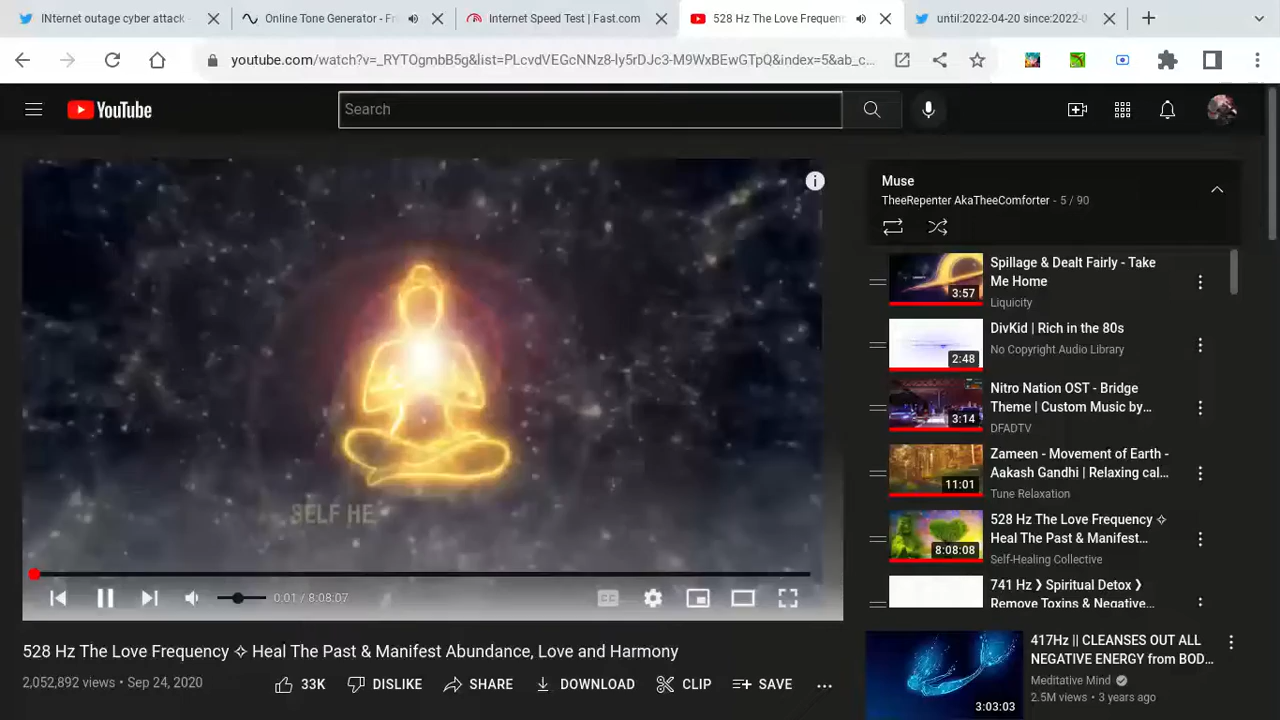 INternet outage cyber attack -
Online Tone Generator - Fr
Internet Speed Test | Fast.com
528 Hz The Love Frequen
until:2022-04-20 since:2022-0
youtube.com/watch?v=_RYTOgmbB5g&list=PLcvdVEGcNNz8-ly5rDJc3-M9WxBEwGTpQ&index=5&ab_c...
YouTube
Search
SELF HE
0:01 / 8:08:07
528 Hz The Love Frequency ✧ Heal The Past & Manifest Abundance, Love and Harmony
2,052,892 views • Sep 24, 2020
33K
DISLIKE
SHARE
DOWNLOAD
CLIP
SAVE
Muse
TheeRepenter AkaTheeComforter - 5 / 90
3:57
Spillage & Dealt Fairly - Take
Me Home
Liquicity
2:48
DivKid | Rich in the 80s
No Copyright Audio Library
3:14
Nitro Nation OST - Bridge
Theme | Custom Music by...
DFADTV
11:01
Zameen - Movement of Earth -
Aakash Gandhi | Relaxing cal...
Tune Relaxation
8:08:08
528 Hz The Love Frequency ✧
Heal The Past & Manifest...
Self-Healing Collective
741 Hz ❯ Spiritual Detox ❯
Remove Toxins & Negative...
3:03:03
417Hz || CLEANSES OUT ALL
NEGATIVE ENERGY from BOD...
Meditative Mind
2.5M views • 3 years ago